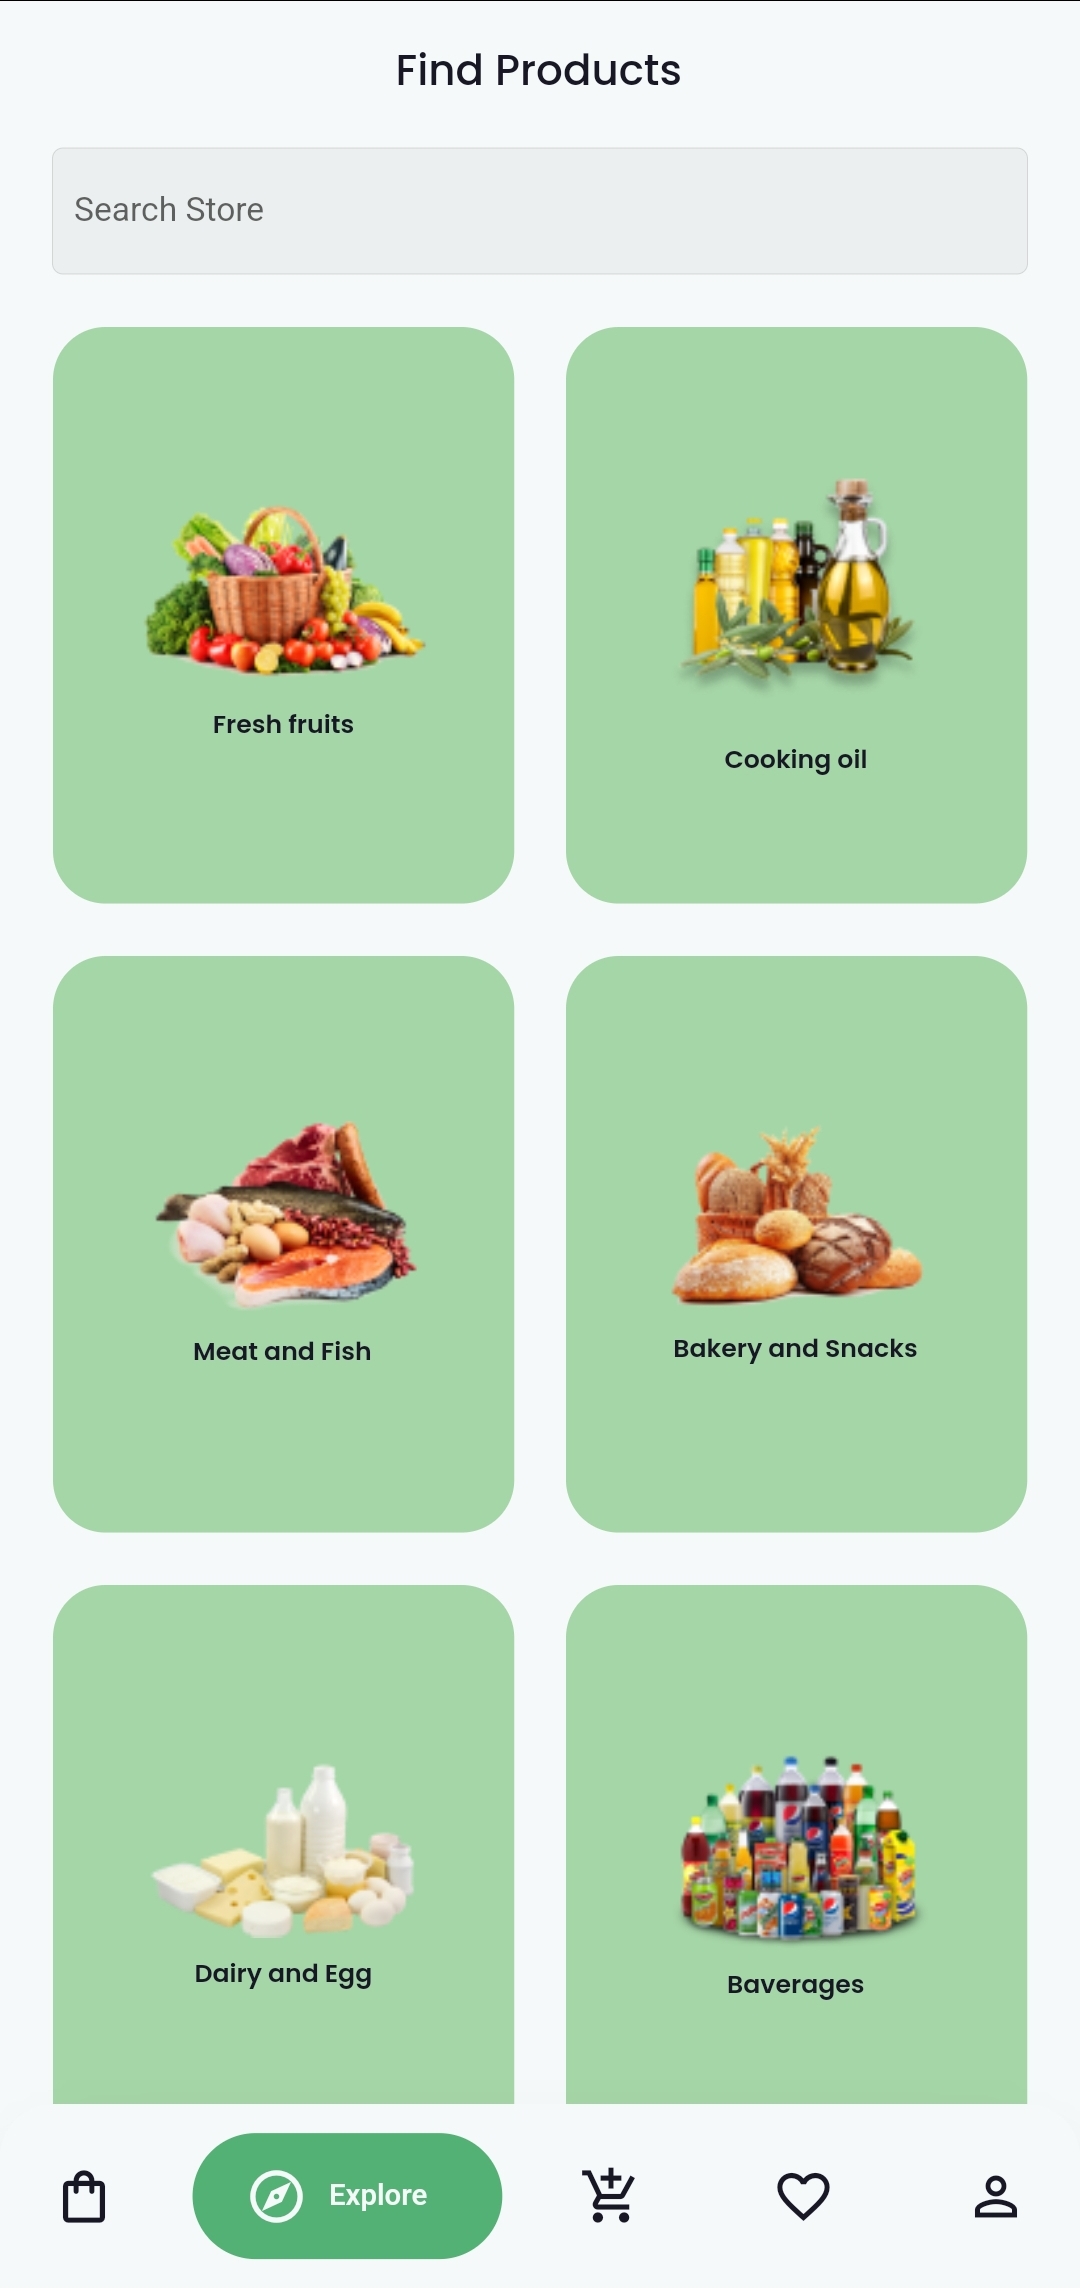 Find Products
Search Store
Fresh fruits
Cooking oil
Meat and Fish
Bakery and Snacks
Dairy and Egg
Baverages
Explore